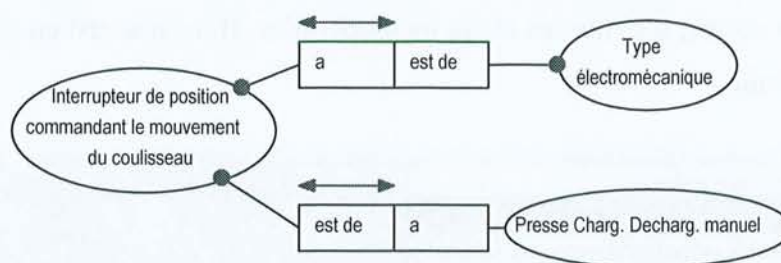 a
est de
Type
électromécanique
Interrupteur de position
commandant le mouvement
du coulisseau
est de
a
Presse Charg. Decharg. manuel